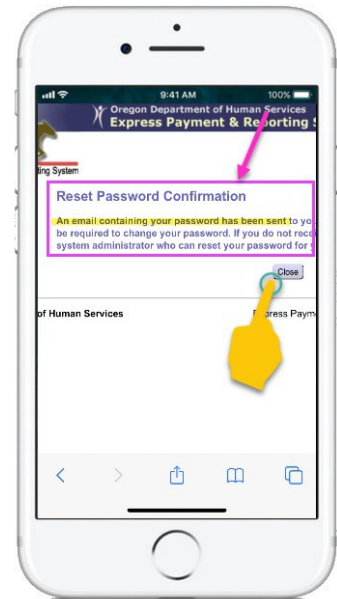 9:41 AM 100%
Oregon Department of Human Services
Express Payment & Reporting
ting System
Reset Password Confirmation
An email containing your password has been sent to you
be required to change your password. If you do not rece
system administrator who can reset your password for
Close
of Human Services Express Paym